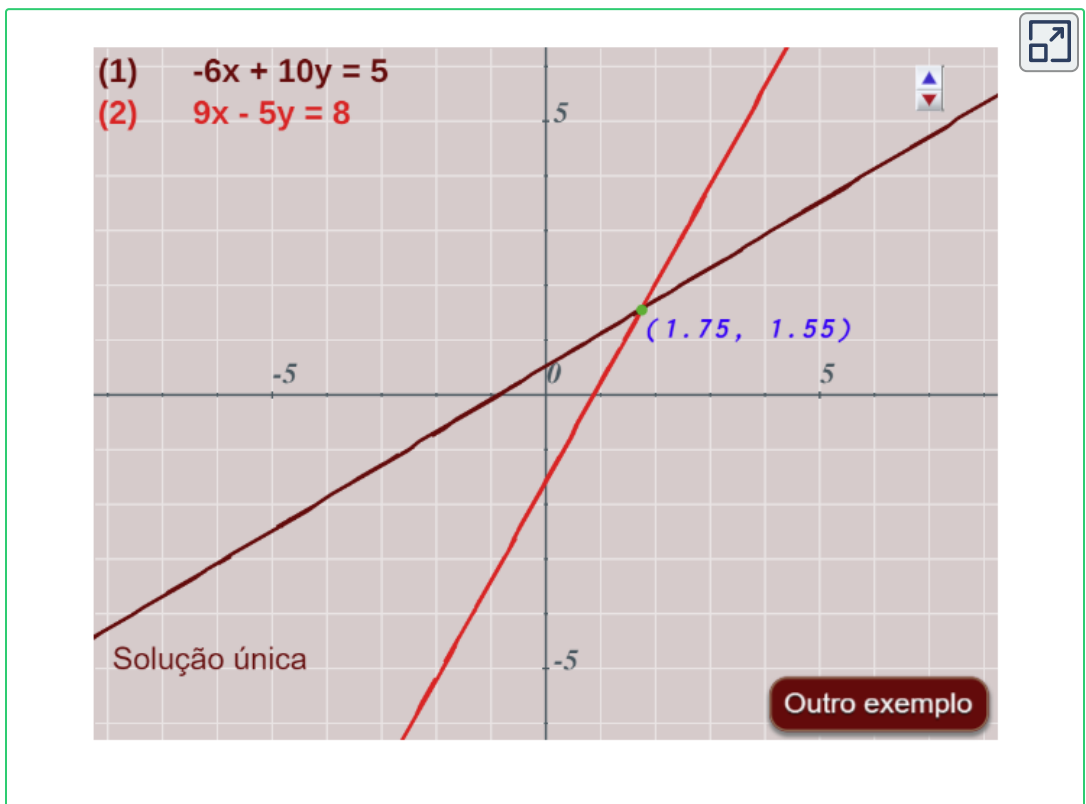 (1) -6x + 10y = 5
(2) 9x - 5y = 8
5
(1.75, 1.55)
-5 0 5
Solução única
-5
Outro exemplo